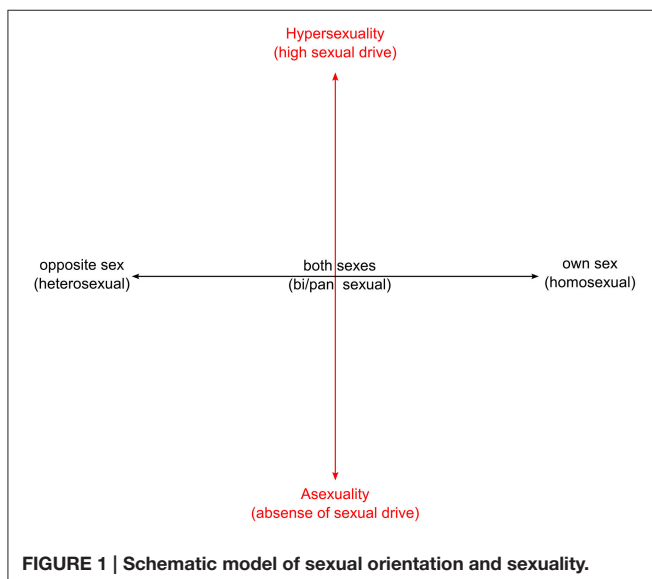 Hypersexuality
(high sexual drive)
opposite sex
(heterosexual)
both sexes
(bi/pan sexual)
own sex
(homosexual)
Asexuality
(absence of sexual drive)
FIGURE 1 | Schematic model of sexual orientation and sexuality.